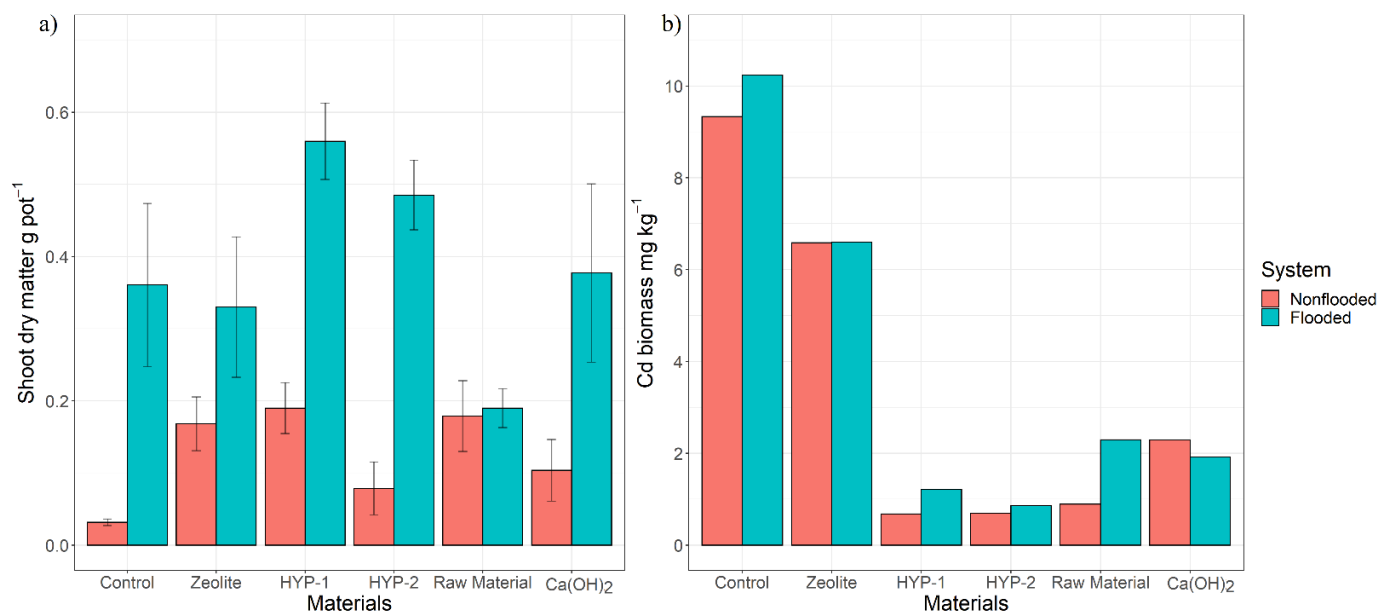 a)
Shoot dry matter g pot⁻¹
0.6
0.4
0.2
0.0
Control Zeolite HYP-1 HYP-2 Raw Material Ca(OH)2
Materials
b)
Cd biomass mg kg⁻¹
10
8
6
4
2
0
Control Zeolite HYP-1 HYP-2 Raw Material Ca(OH)2
Materials
System
Nonflooded
Flooded